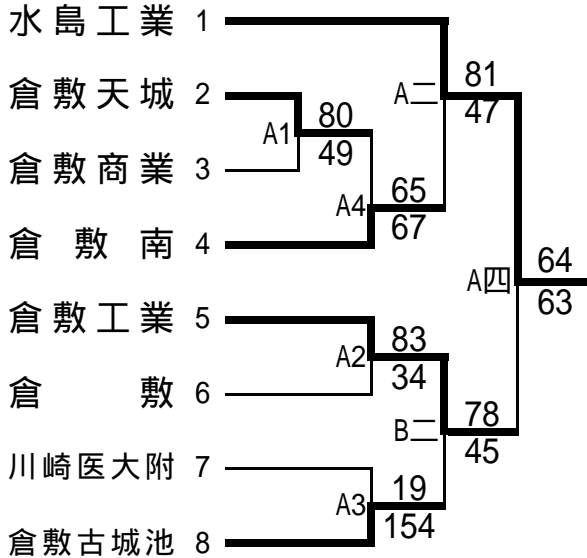 水島工業 1
倉敷天城 2
倉敷商業 3
倉敷南 4
倉敷工業 5
倉敷 6
川崎医大附 7
倉敷古城池 8
A1
80
49
A4
65
67
A二
81
47
A2
83
34
A3
19
154
B二
78
45
A四
64
63